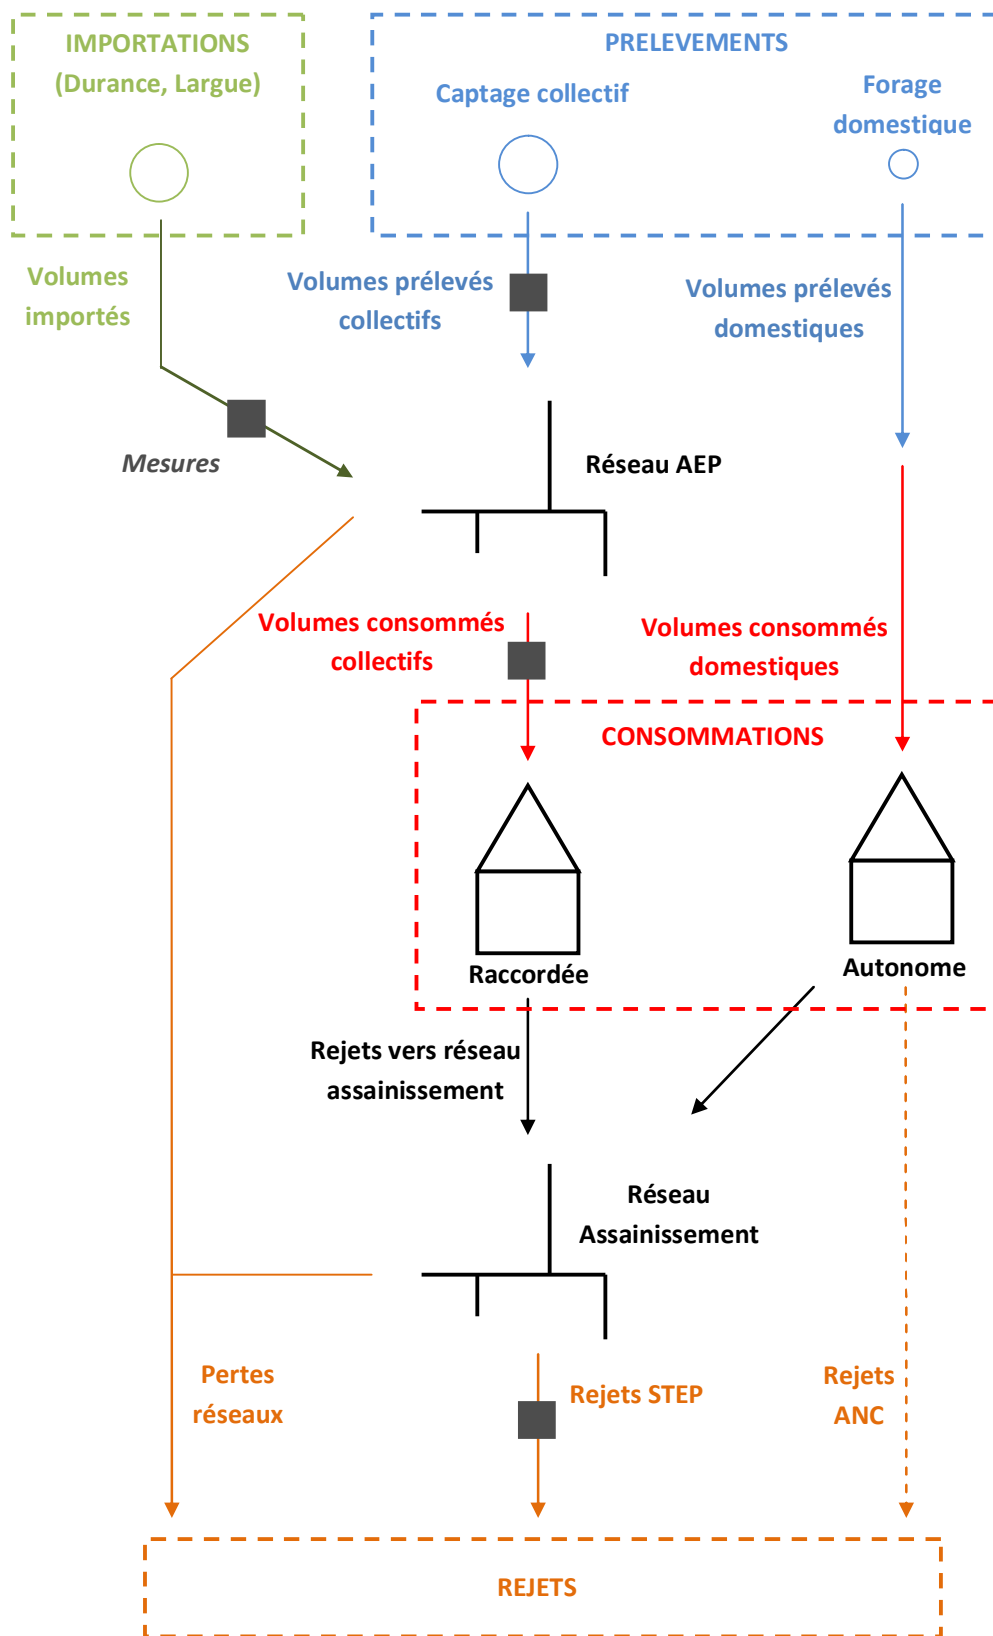 IMPORTATIONS
(Durance, Largue)
PRELEVEMENTS
Captage collectif
Forage
domestique
Volumes
importés
Volumes prélevés
collectifs
Volumes prélevés
domestiques
Mesures
Réseau AEP
Volumes consommés
collectifs
Volumes consommés
domestiques
CONSOMMATIONS
Raccordée
Autonome
Rejets vers réseau
assainissement
Réseau
Assainissement
Pertes
réseaux
Rejets STEP
Rejets
ANC
REJETS